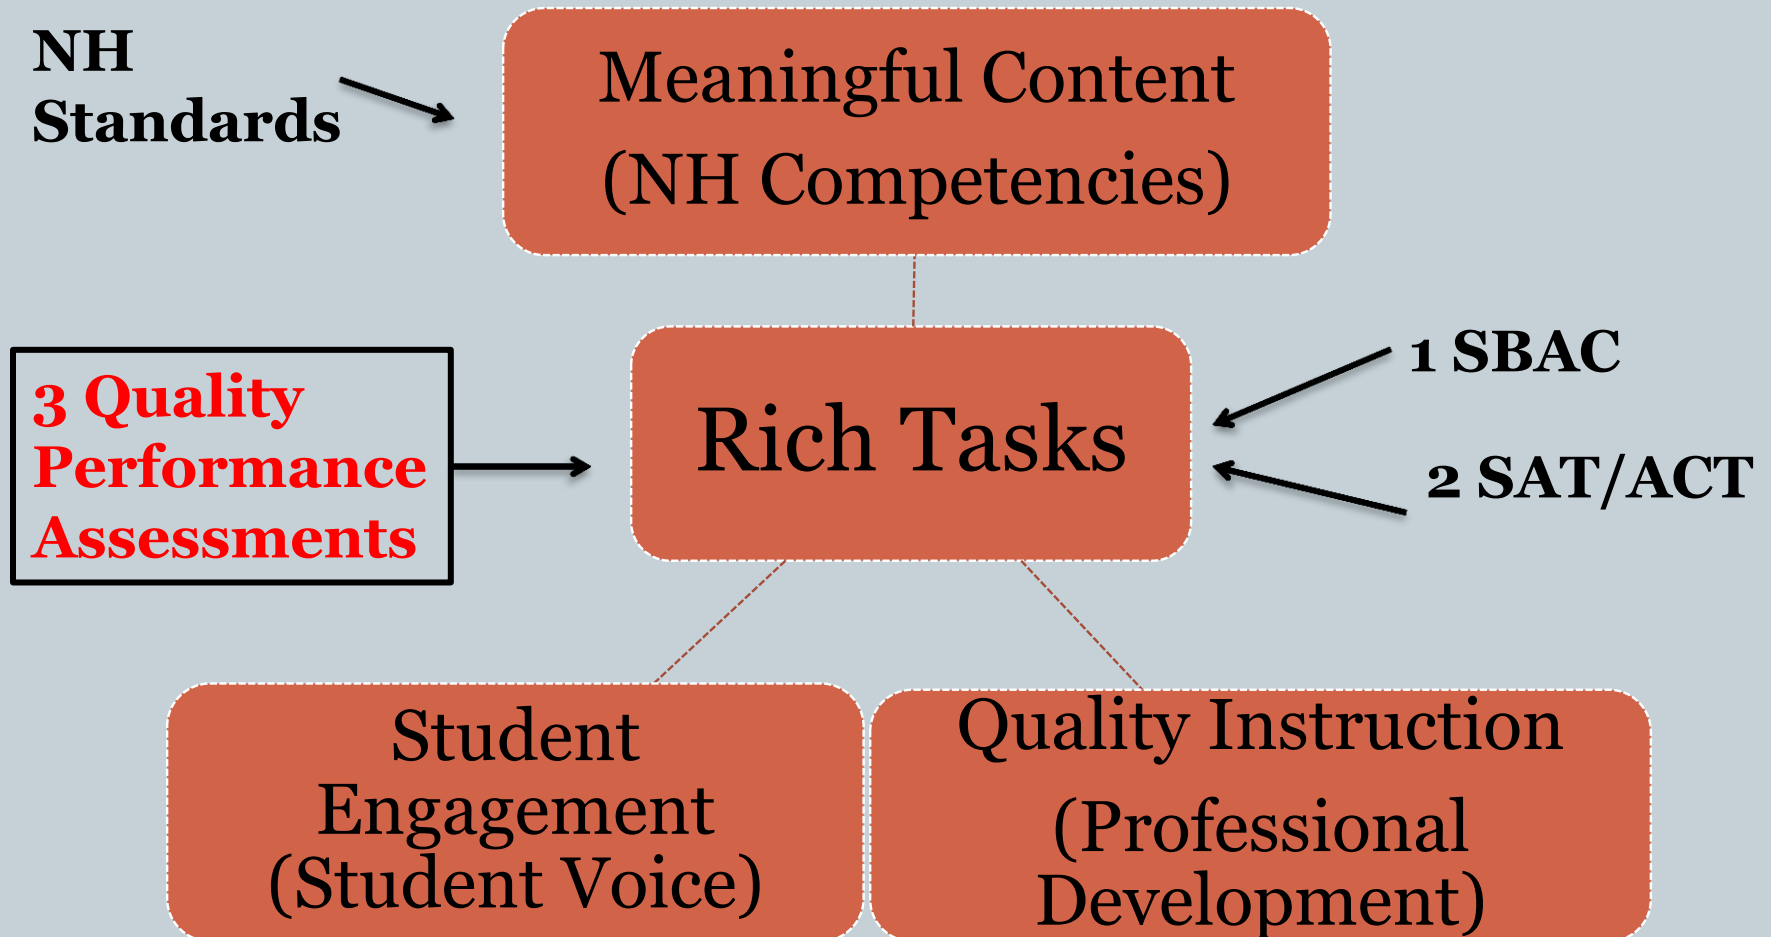 NH
Standards
Meaningful Content
(NH Competencies)
3 Quality
Performance
Assessments
Rich Tasks
1 SBAC
2 SAT/ACT
Student
Engagement
(Student Voice)
Quality Instruction
(Professional
Development)